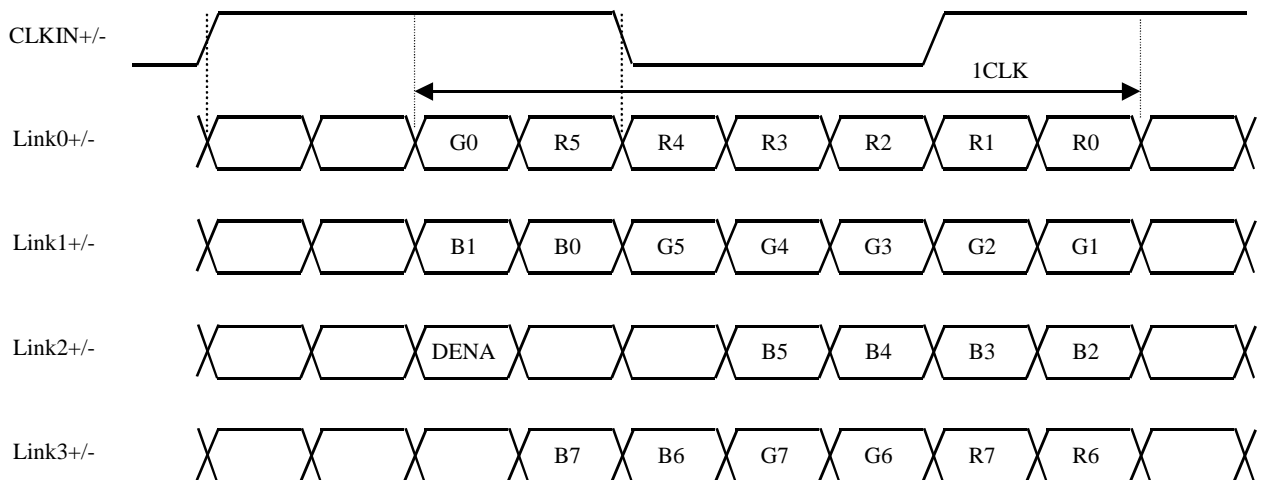 CLKIN+/-
1CLK
Link0+/- G0 R5 R4 R3 R2 R1 R0
Link1+/- B1 B0 G5 G4 G3 G2 G1
Link2+/- DENA B5 B4 B3 B2
Link3+/- B7 B6 G7 G6 R7 R6